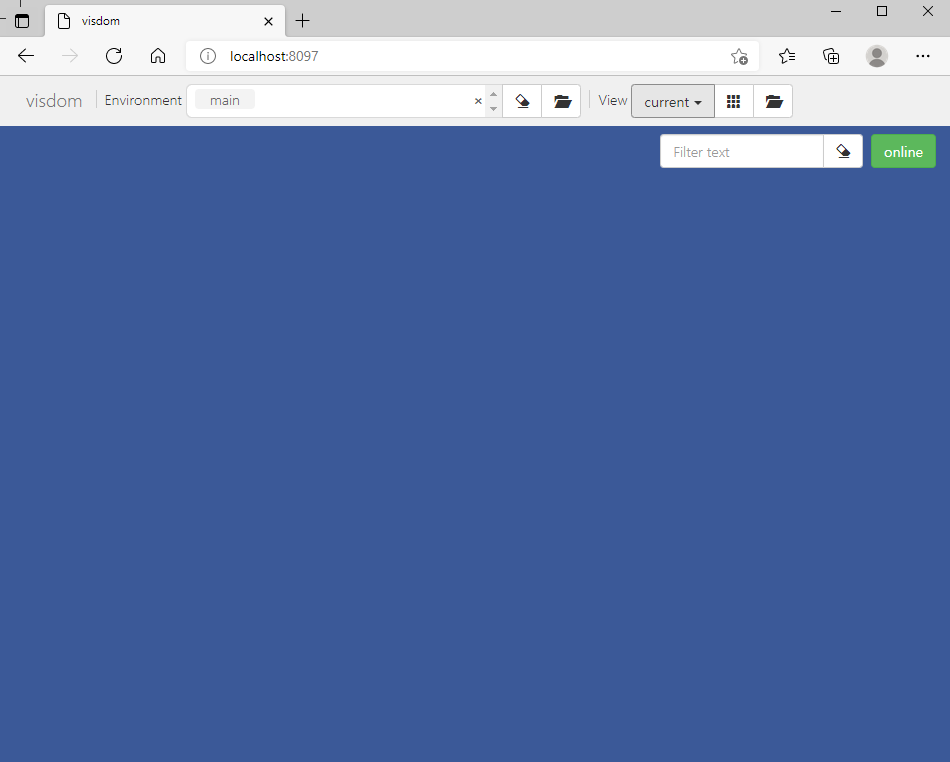 visdom
localhost:8097
visdom Environment main × View current
Filter text online